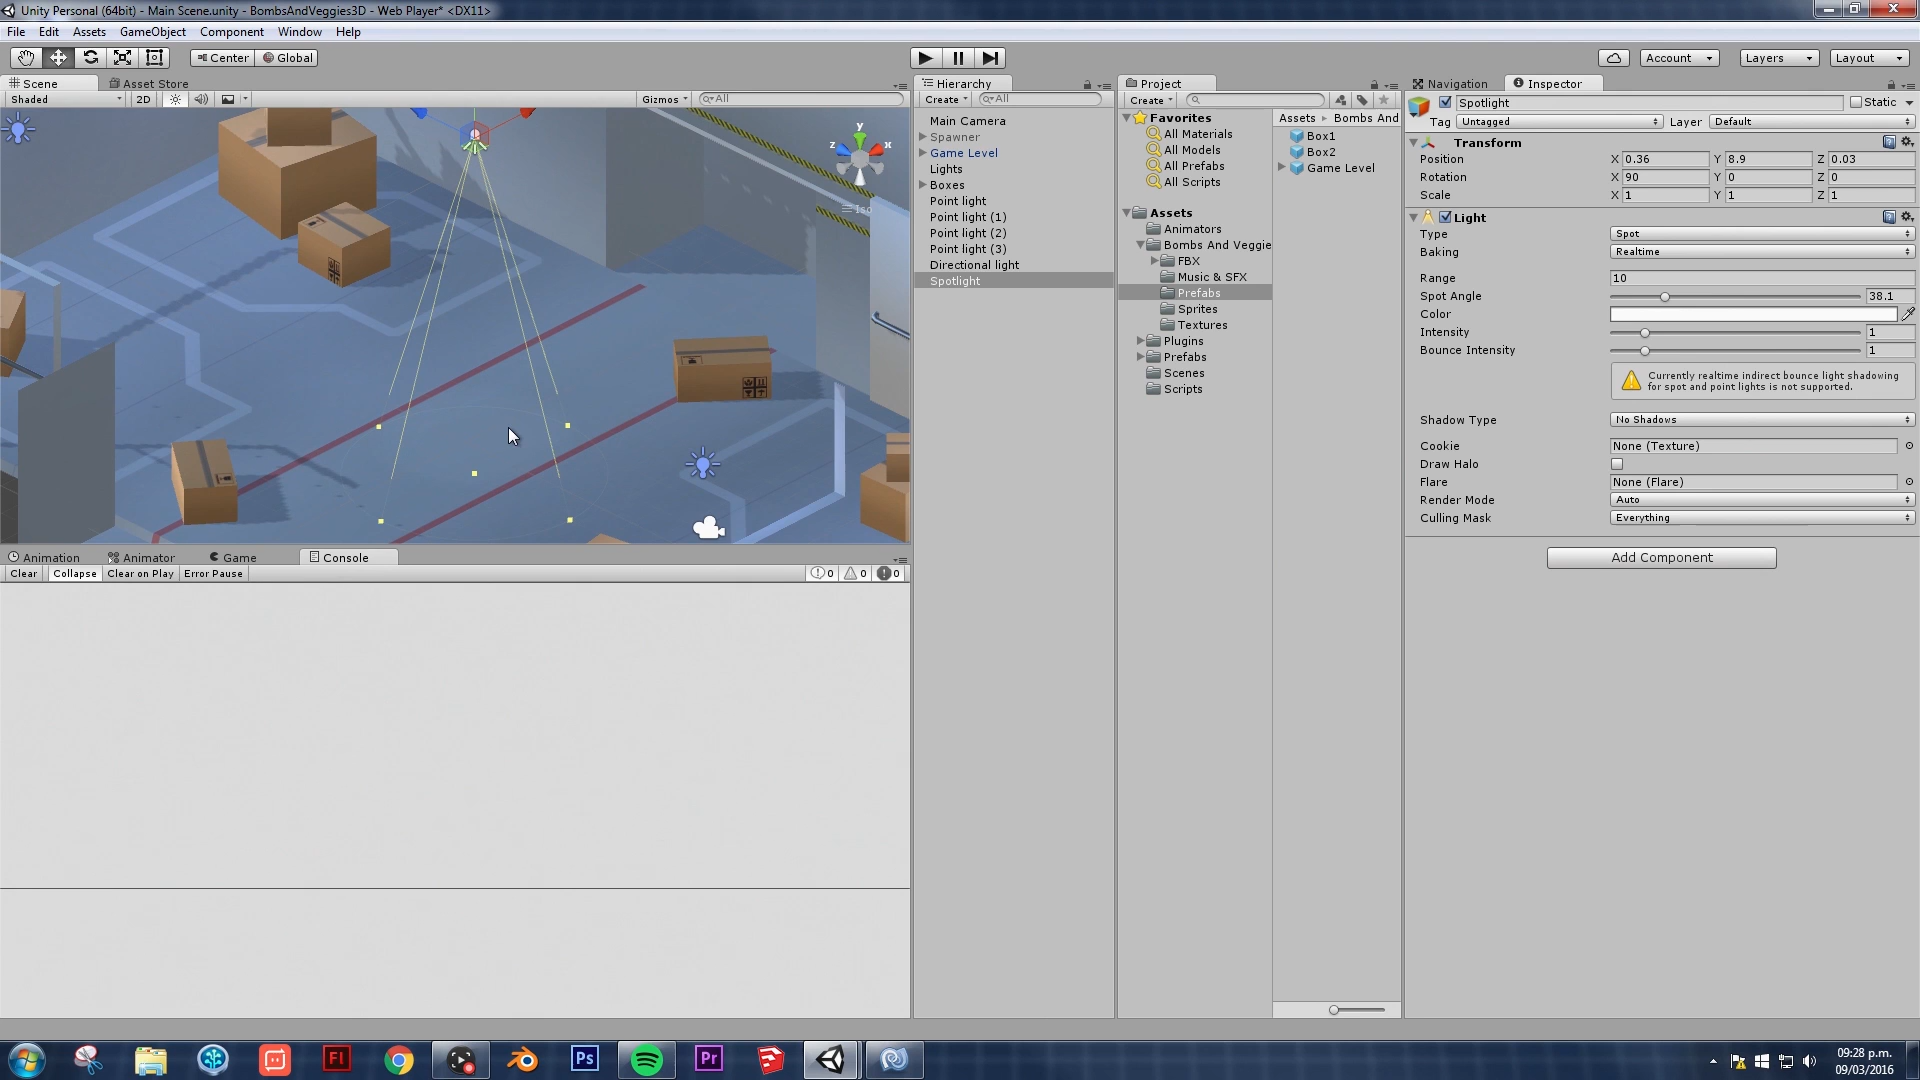 Unity Personal (64bit) - Main Scene.unity - BombsAndVeggies3D - Web Player* <DX11>
File Edit Assets GameObject Component Window Help
Center Global
Account Layers Layout
Scene Asset Store
Shaded 2D Gizmos All
y
z x
Iso
Hierarchy
Create All
Main Camera
Spawner
Game Level
Lights
Boxes
Point light
Point light (1)
Point light (2)
Point light (3)
Directional light
Spotlight
Project
Create
Favorites
All Materials
All Models
All Prefabs
All Scripts
Assets
Animators
Bombs And Veggie
FBX
Music & SFX
Prefabs
Sprites
Textures
Plugins
Prefabs
Scenes
Scripts
Assets Bombs And
Box1
Box2
Game Level
Navigation Inspector
Spotlight Static
Tag Untagged Layer Default
Transform
Position X 0.36 Y 8.9 Z 0.03
Rotation X 90 Y 0 Z 0
Scale X 1 Y 1 Z 1
Light
Type Spot
Baking Realtime
Range 10
Spot Angle 38.1
Color
Intensity 1
Bounce Intensity 1
Currently realtime indirect bounce light shadowing
for spot and point lights is not supported.
Shadow Type No Shadows
Cookie None (Texture)
Draw Halo
Flare None (Flare)
Render Mode Auto
Culling Mask Everything
Add Component
Animation Animator Game Console
Clear Collapse Clear on Play Error Pause 0 0 0
Fl Ps Pr
09:28 p.m.
09/03/2016